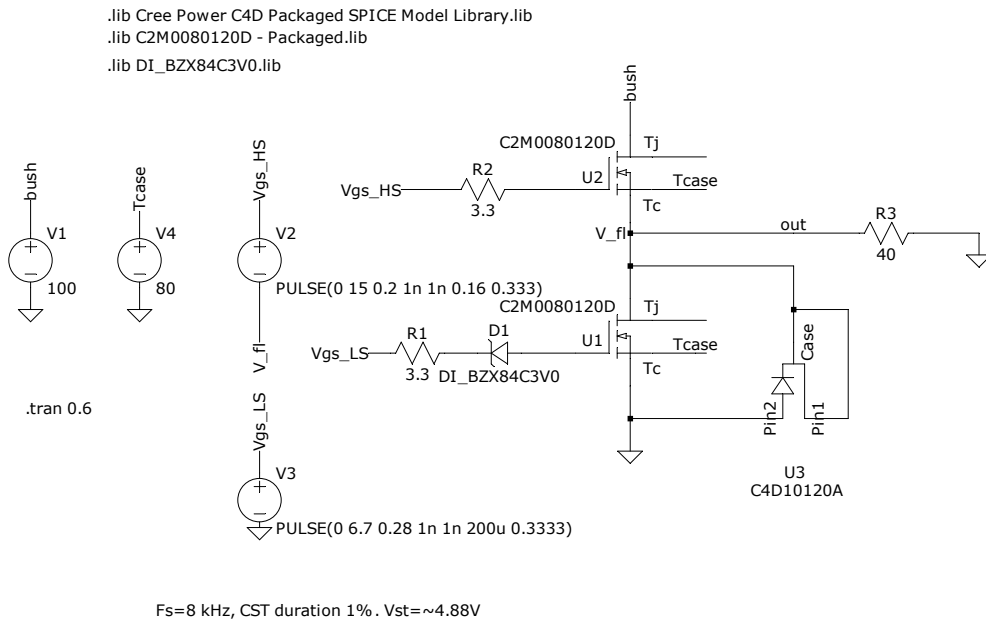 .lib Cree Power C4D Packaged SPICE Model Library.lib
.lib C2M0080120D - Packaged.lib
.lib DI_BZX84C3V0.lib
bush
V1
100
Tcase
V4
80
Vgs_HS
V2
PULSE(0 15 0.2 1n 1n 0.16 0.333)
V_fl
Vgs_LS
V3
PULSE(0 6.7 0.28 1n 1n 200u 0.3333)
.tran 0.6
bush
C2M0080120D
Tj
U2
Tcase
Tc
Vgs_HS
R2
3.3
V_fl
out
R3
40
C2M0080120D
Tj
U1
Tcase
Tc
Vgs_LS
R1
3.3
D1
DI_BZX84C3V0
Case
Pin2
Pin1
U3
C4D10120A
Fs=8 kHz, CST duration 1%. Vst=~4.88V